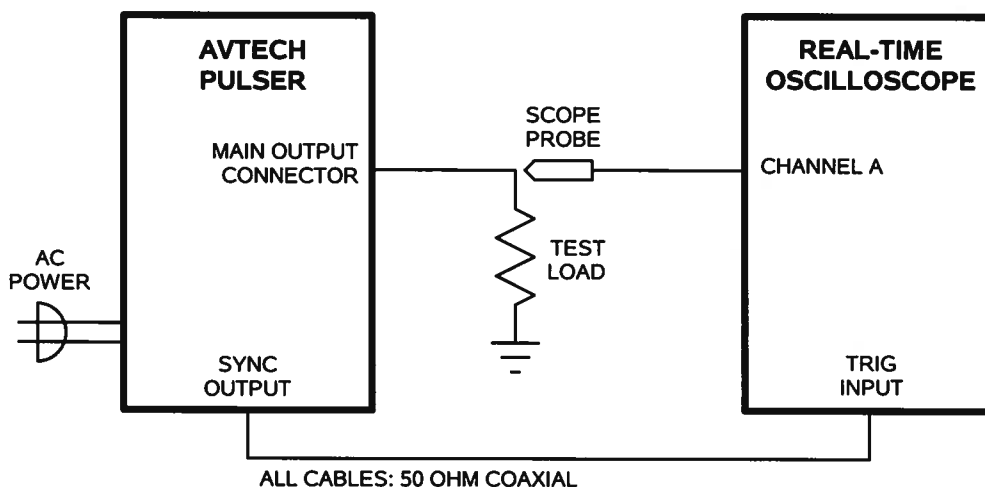 AVTECH
PULSER
REAL-TIME
OSCILLOSCOPE
SCOPE
PROBE
MAIN OUTPUT
CONNECTOR
CHANNEL A
TEST
LOAD
AC
POWER
SYNC
OUTPUT
TRIG
INPUT
ALL CABLES: 50 OHM COAXIAL